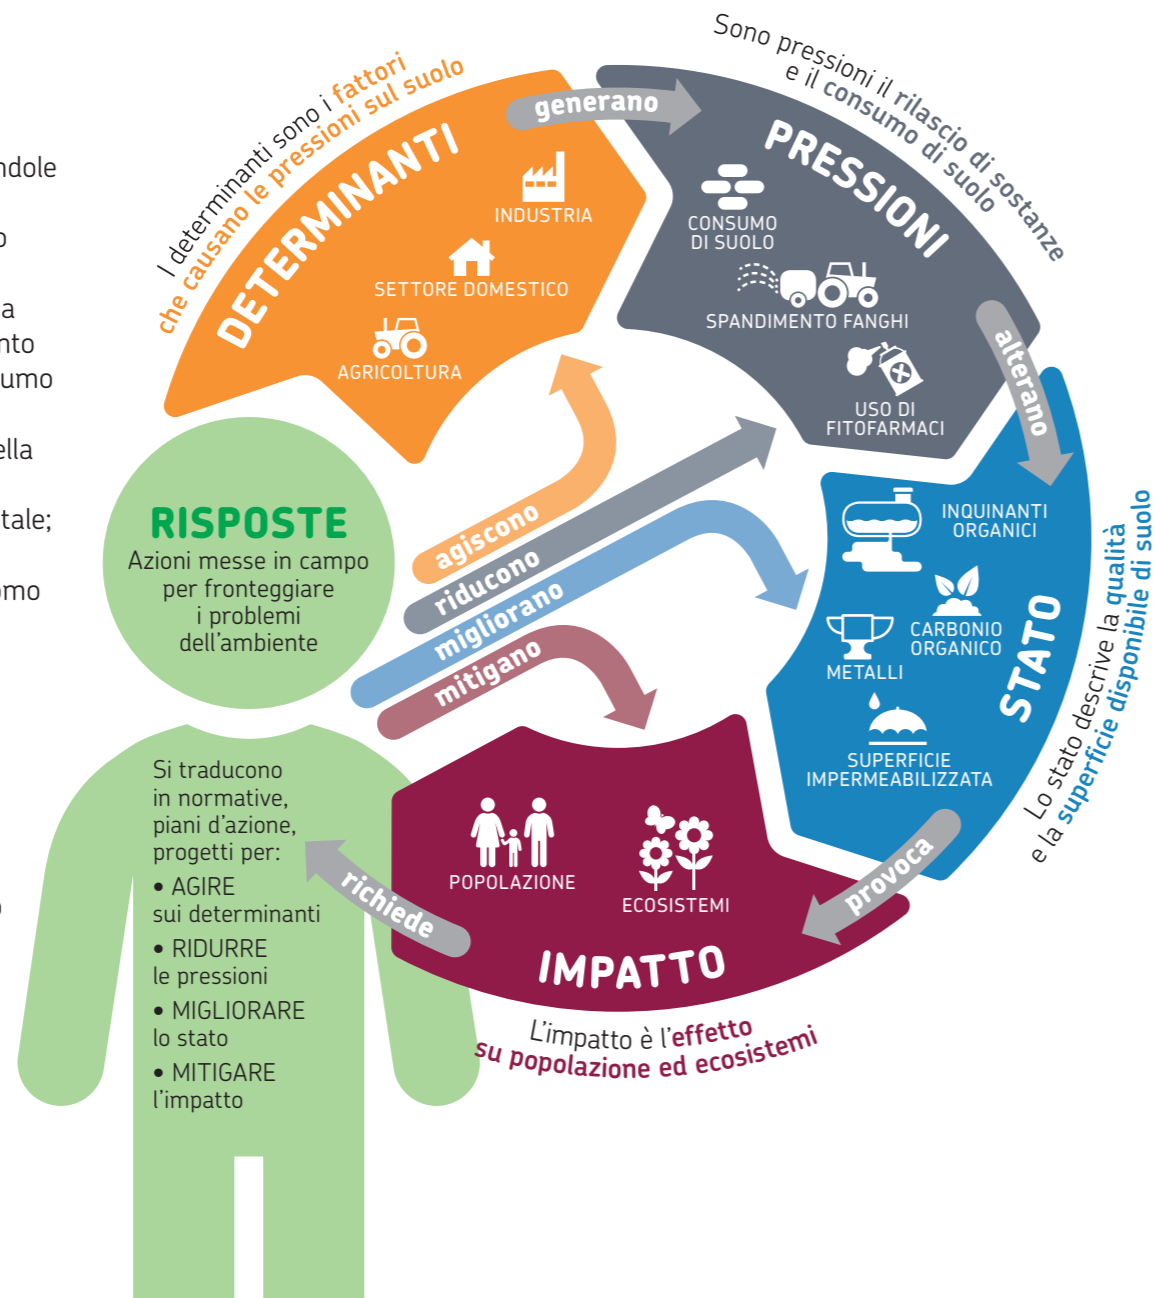 ndole
o
a
nto
umo
ella
tale;
omo
o
I determinanti sono i fattori
che causano le pressioni sul suolo
DETERMINANTI
INDUSTRIA
SETTORE DOMESTICO
AGRICOLTURA
generano
Sono pressioni il rilascio di sostanze
e il consumo di suolo
PRESSIONI
CONSUMO
DI SUOLO
SPANDIMENTO FANGHI
USO DI
FITOFARMACI
alterano
INQUINANTI
ORGANICI
CARBONIO
ORGANICO
METALLI
SUPERFICIE
IMPERMEABILIZZATA
STATO
Lo stato descrive la qualità
e la superficie disponibile di suolo
provoca
POPOLAZIONE
ECOSISTEMI
IMPATTO
L'impatto è l'effetto
su popolazione ed ecosistemi
richiede
RISPOSTE
Azioni messe in campo
per fronteggiare
i problemi
dell'ambiente
agiscono
riducono
migliorano
mitigano
Si traducono
in normative,
piani d'azione,
progetti per:
• AGIRE
sui determinanti
• RIDURRE
le pressioni
• MIGLIORARE
lo stato
• MITIGARE
l'impatto